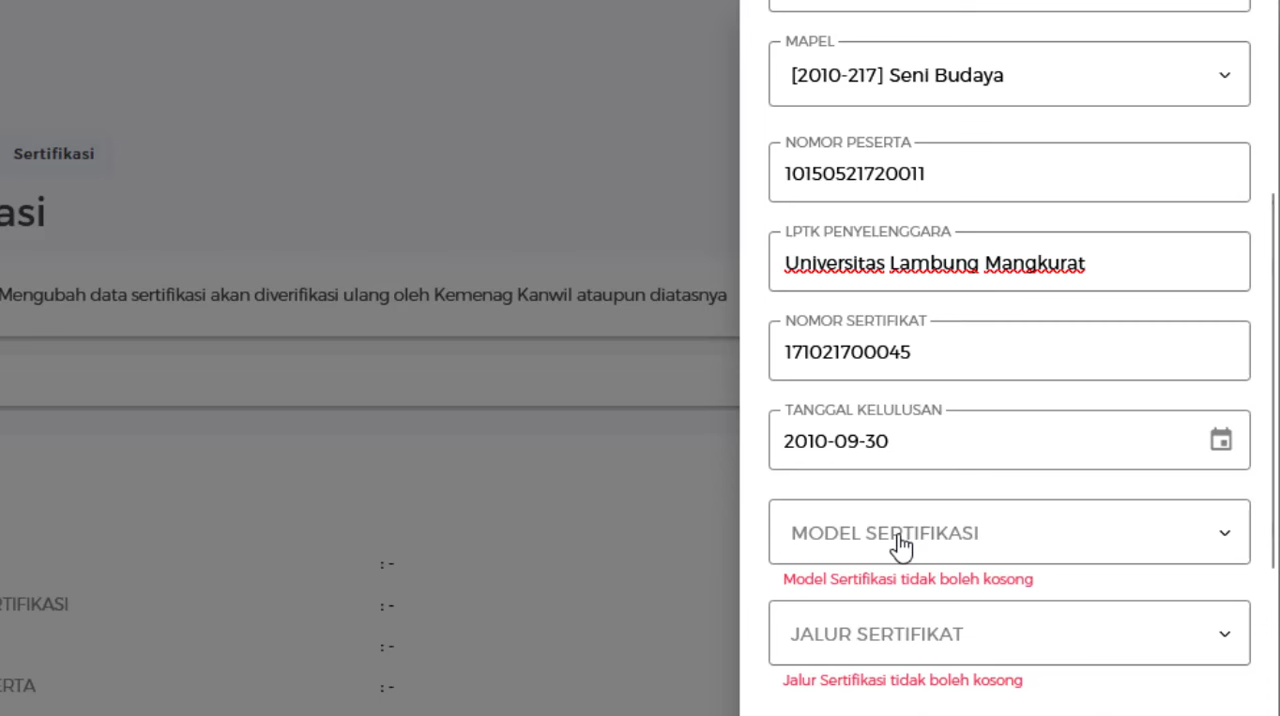 Sertifikasi
asi
Mengubah data sertifikasi akan diverifikasi ulang oleh Kemenag Kanwil ataupun diatasnya
: -
RTIFIKASI : -
: -
ERTA : -
MAPEL
[2010-217] Seni Budaya
NOMOR PESERTA
10150521720011
LPTK PENYELENGGARA
Universitas Lambung Mangkurat
NOMOR SERTIFIKAT
171021700045
TANGGAL KELULUSAN
2010-09-30
MODEL SERTIFIKASI
Model Sertifikasi tidak boleh kosong
JALUR SERTIFIKAT
Jalur Sertifikasi tidak boleh kosong